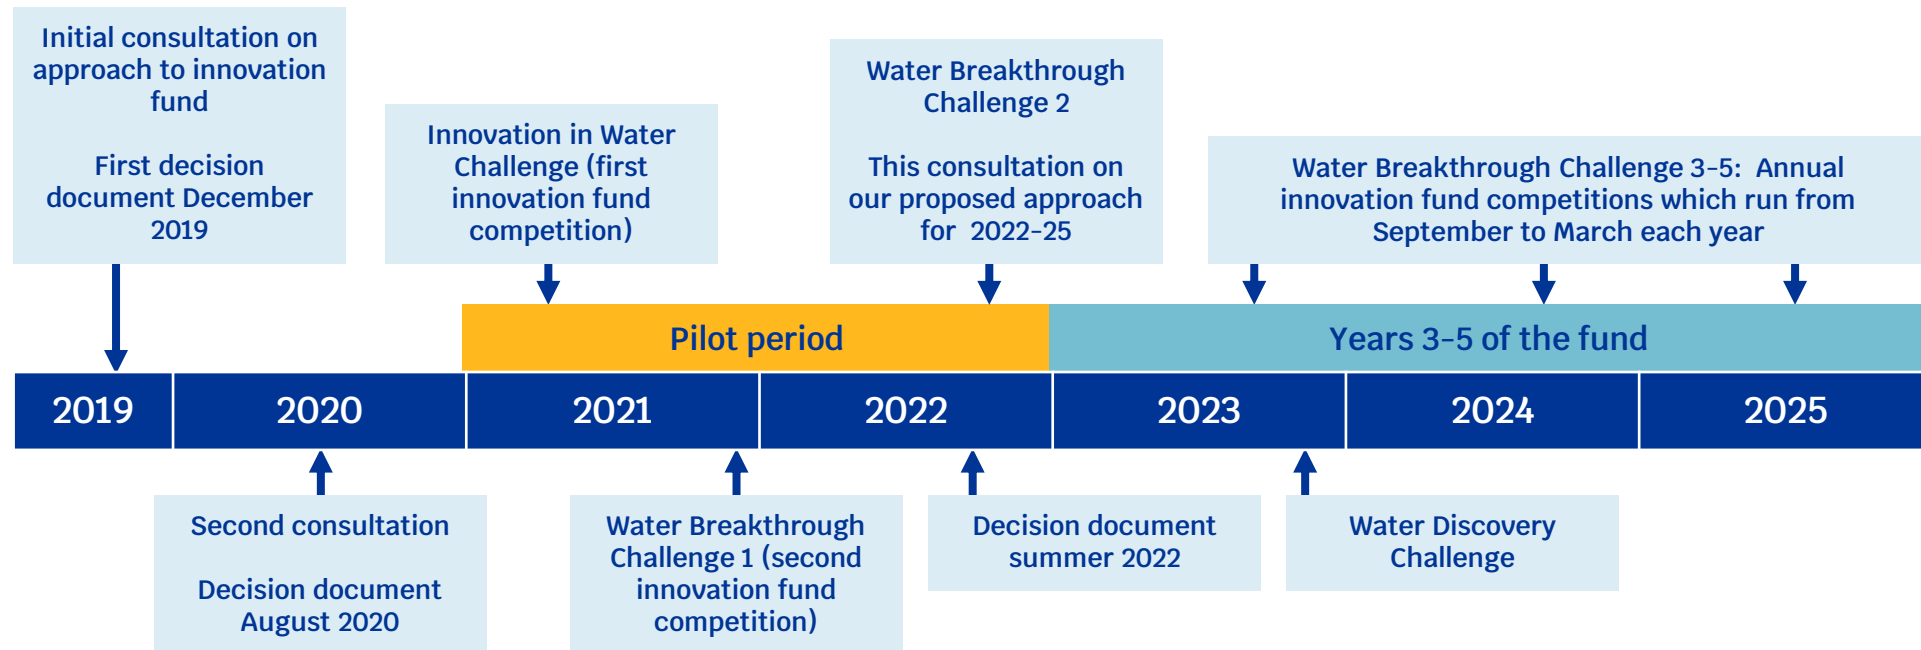 Initial consultation on
approach to innovation
fund
First decision
document December
2019
Innovation in Water
Challenge (first
innovation fund
competition)
Water Breakthrough
Challenge 2
This consultation on
our proposed approach
for 2022-25
Water Breakthrough Challenge 3-5: Annual
innovation fund competitions which run from
September to March each year
Pilot period
Years 3-5 of the fund
2019
2020
2021
2022
2023
2024
2025
Second consultation
Decision document
August 2020
Water Breakthrough
Challenge 1 (second
innovation fund
competition)
Decision document
summer 2022
Water Discovery
Challenge